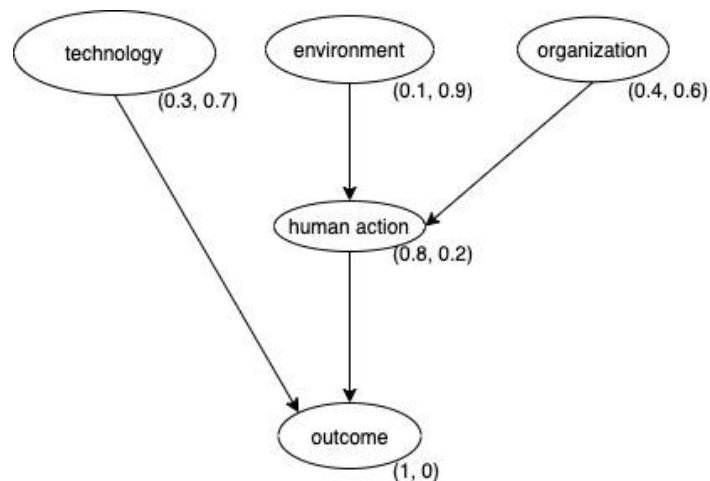 technology
environment
organization
(0.3, 0.7)
(0.1, 0.9)
(0.4, 0.6)
human action
(0.8, 0.2)
outcome
(1, 0)